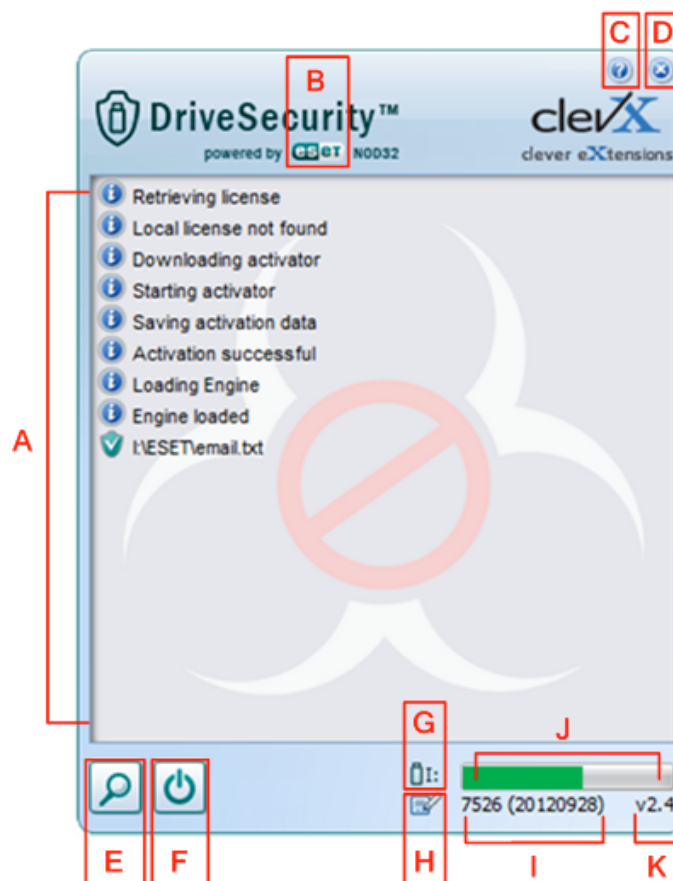 C D
B
DriveSecurity™
powered by eseT NOD32
clevX
clever eXtensions
Retrieving license
Local license not found
Downloading activator
Starting activator
Saving activation data
Activation successful
Loading Engine
Engine loaded
I:\ESET\email.txt
A
G
J
I:
7526 (20120928) v2.4
E F H I K